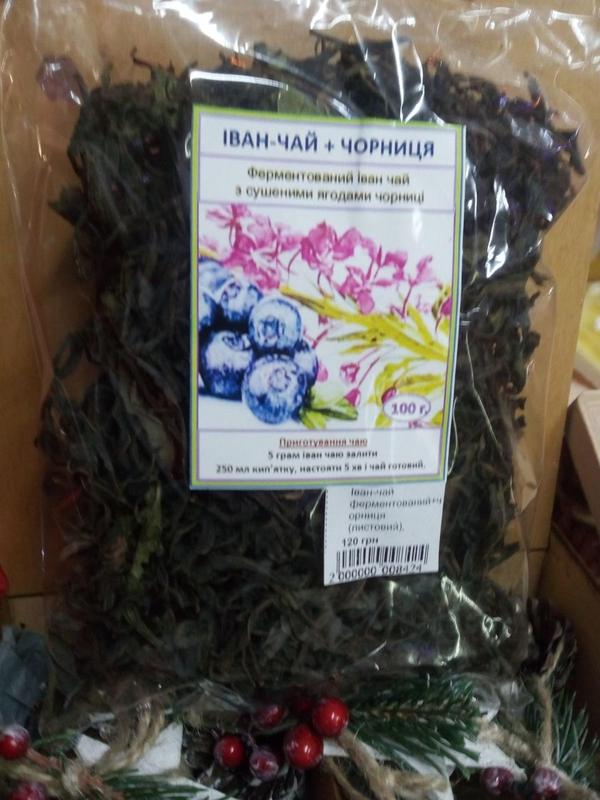 ІВАН-ЧАЙ + ЧОРНИЦЯ
Ферментований іван чай
з сушеними ягодами чорниці
100 г.
Приготування чаю
5 грам іван чаю залити
250 мл кип'ятку, настояти 5 хв і чай готовий.
Іван-чай
ферментований+ч
орниця
(листовий),
120 грн
2 000000 008424